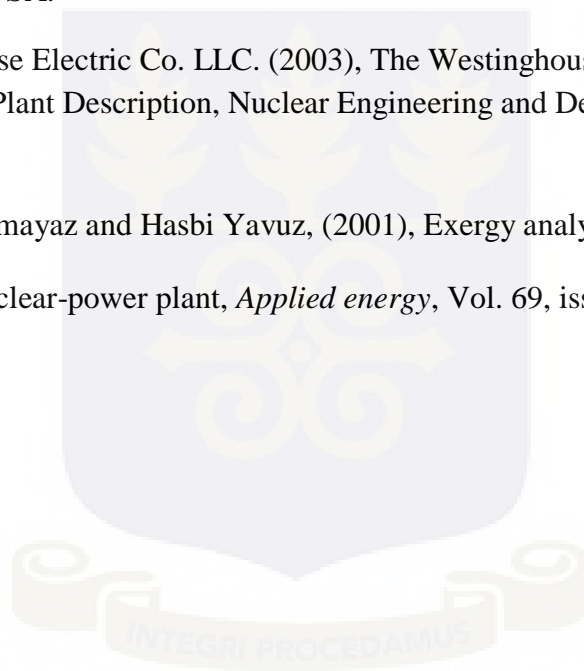 SA.
se Electric Co. LLC. (2003), The Westinghous
Plant Description, Nuclear Engineering and De
mayaz and Hasbi Yavuz, (2001), Exergy analy
clear-power plant, Applied energy, Vol. 69, iss
INTEGRI PROCEDAMUS